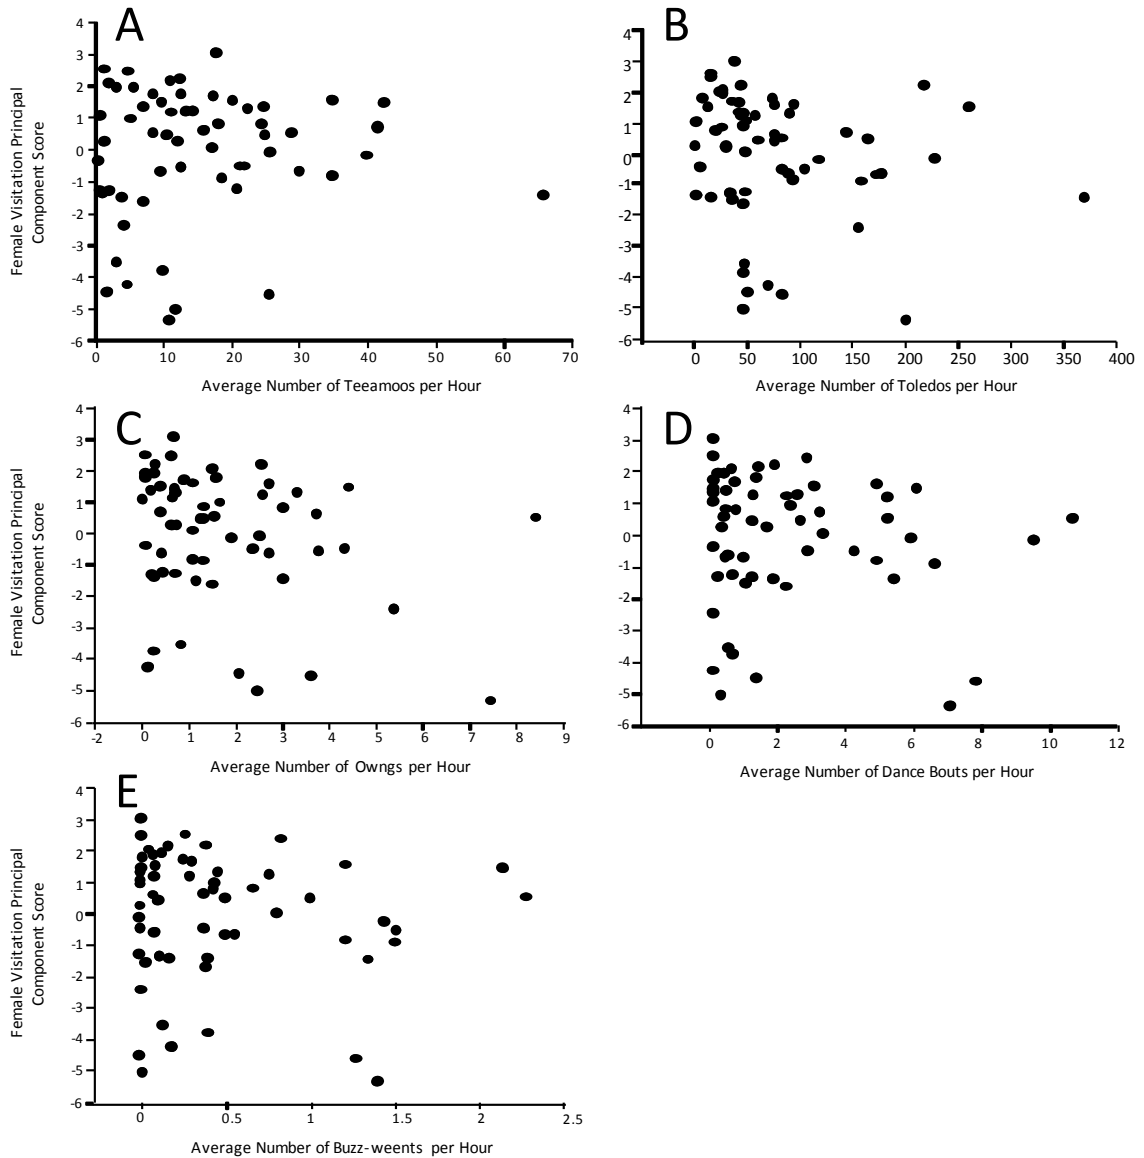 A
4
3
2
1
0
-1
-2
-3
-4
-5
-6
0 10 20 30 40 50 60 70
Female Visitation Principal
Component Score
Average Number of Teeamoos per Hour
B
4
3
2
1
0
-1
-2
-3
-4
-5
-6
0 50 100 150 200 250 300 350 400
Average Number of Toledos per Hour
C
4
3
2
1
0
-1
-2
-3
-4
-5
-6
-2 0 1 2 3 4 5 6 7 8 9
Female Visitation Principal
Component Score
Average Number of Owngs per Hour
D
4
3
2
1
0
-1
-2
-3
-4
-5
-6
0 2 4 6 8 10 12
Average Number of Dance Bouts per Hour
E
4
3
2
1
0
-1
-2
-3
-4
-5
-6
0 0.5 1 1.5 2 2.5
Female Visitation Principal
Component Score
Average Number of Buzz-weents per Hour